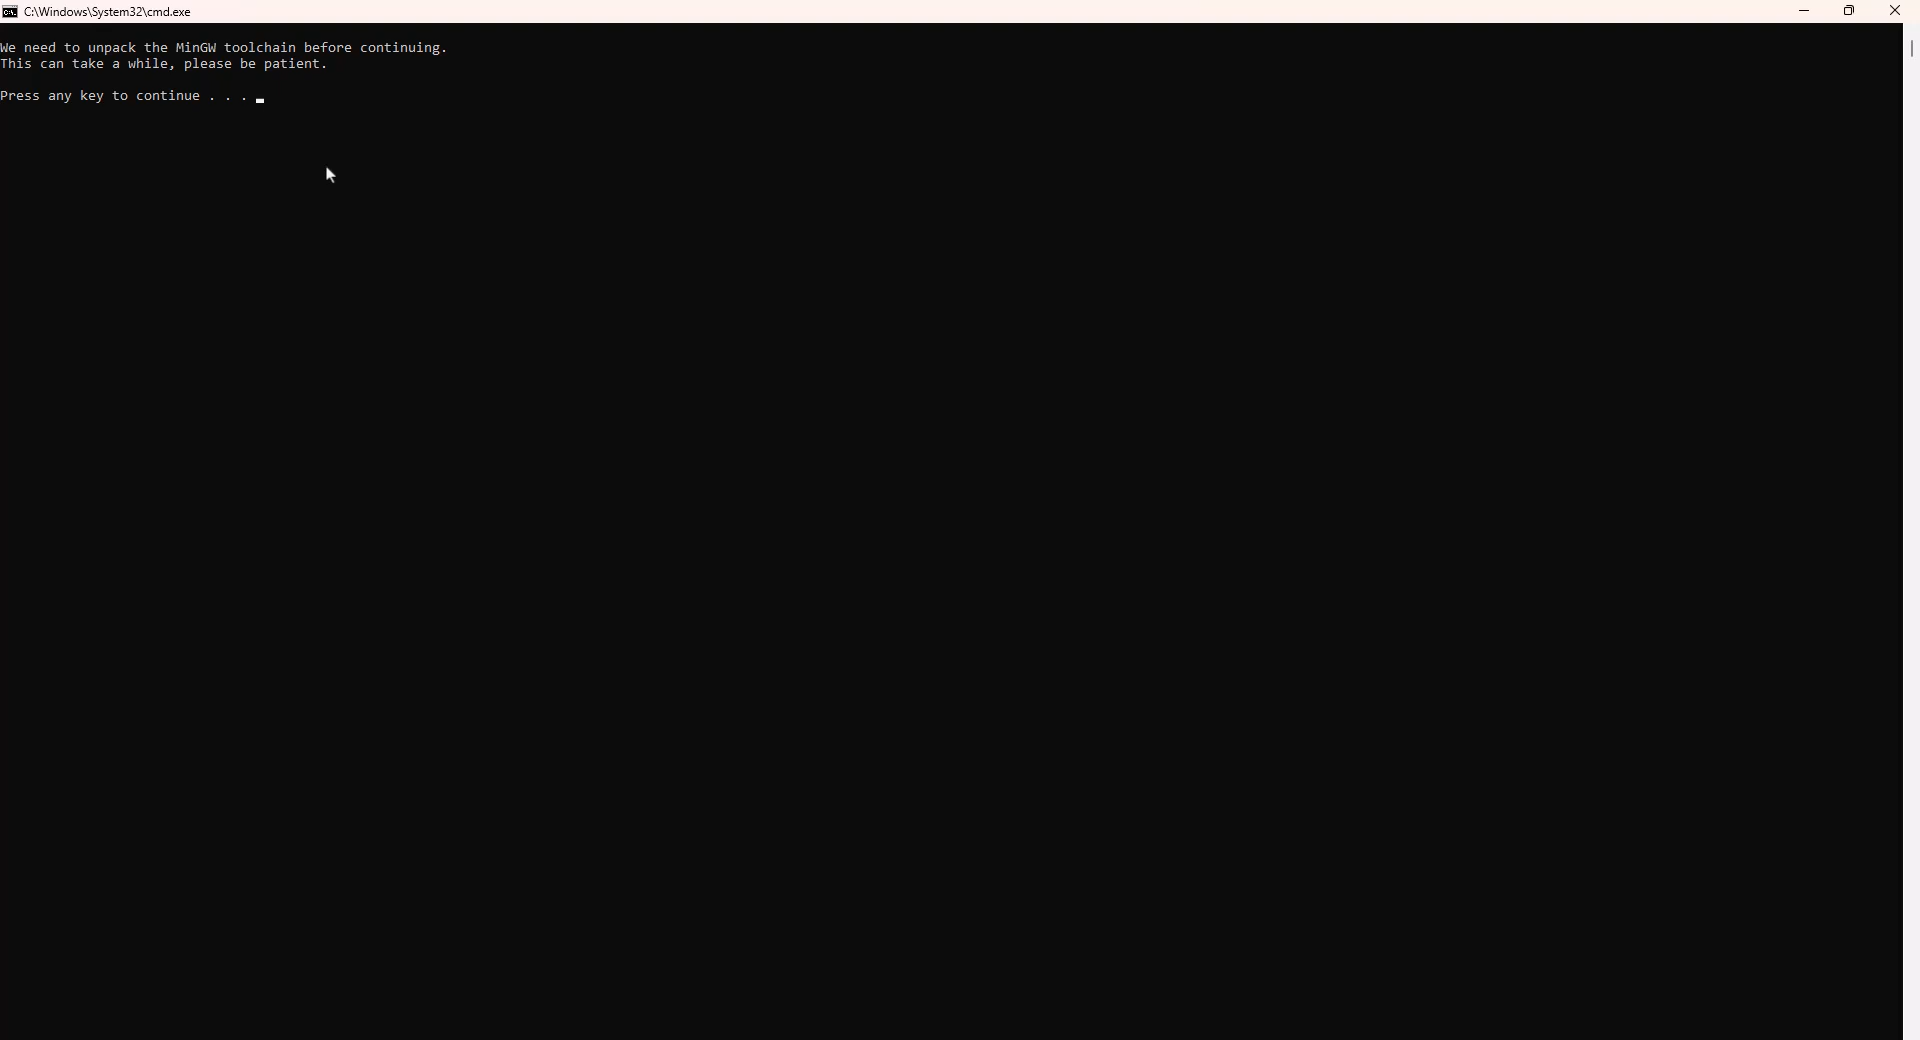 C:\Windows\System32\cmd.exe
We need to unpack the MinGW toolchain before continuing.
This can take a while, please be patient.
Press any key to continue . . .